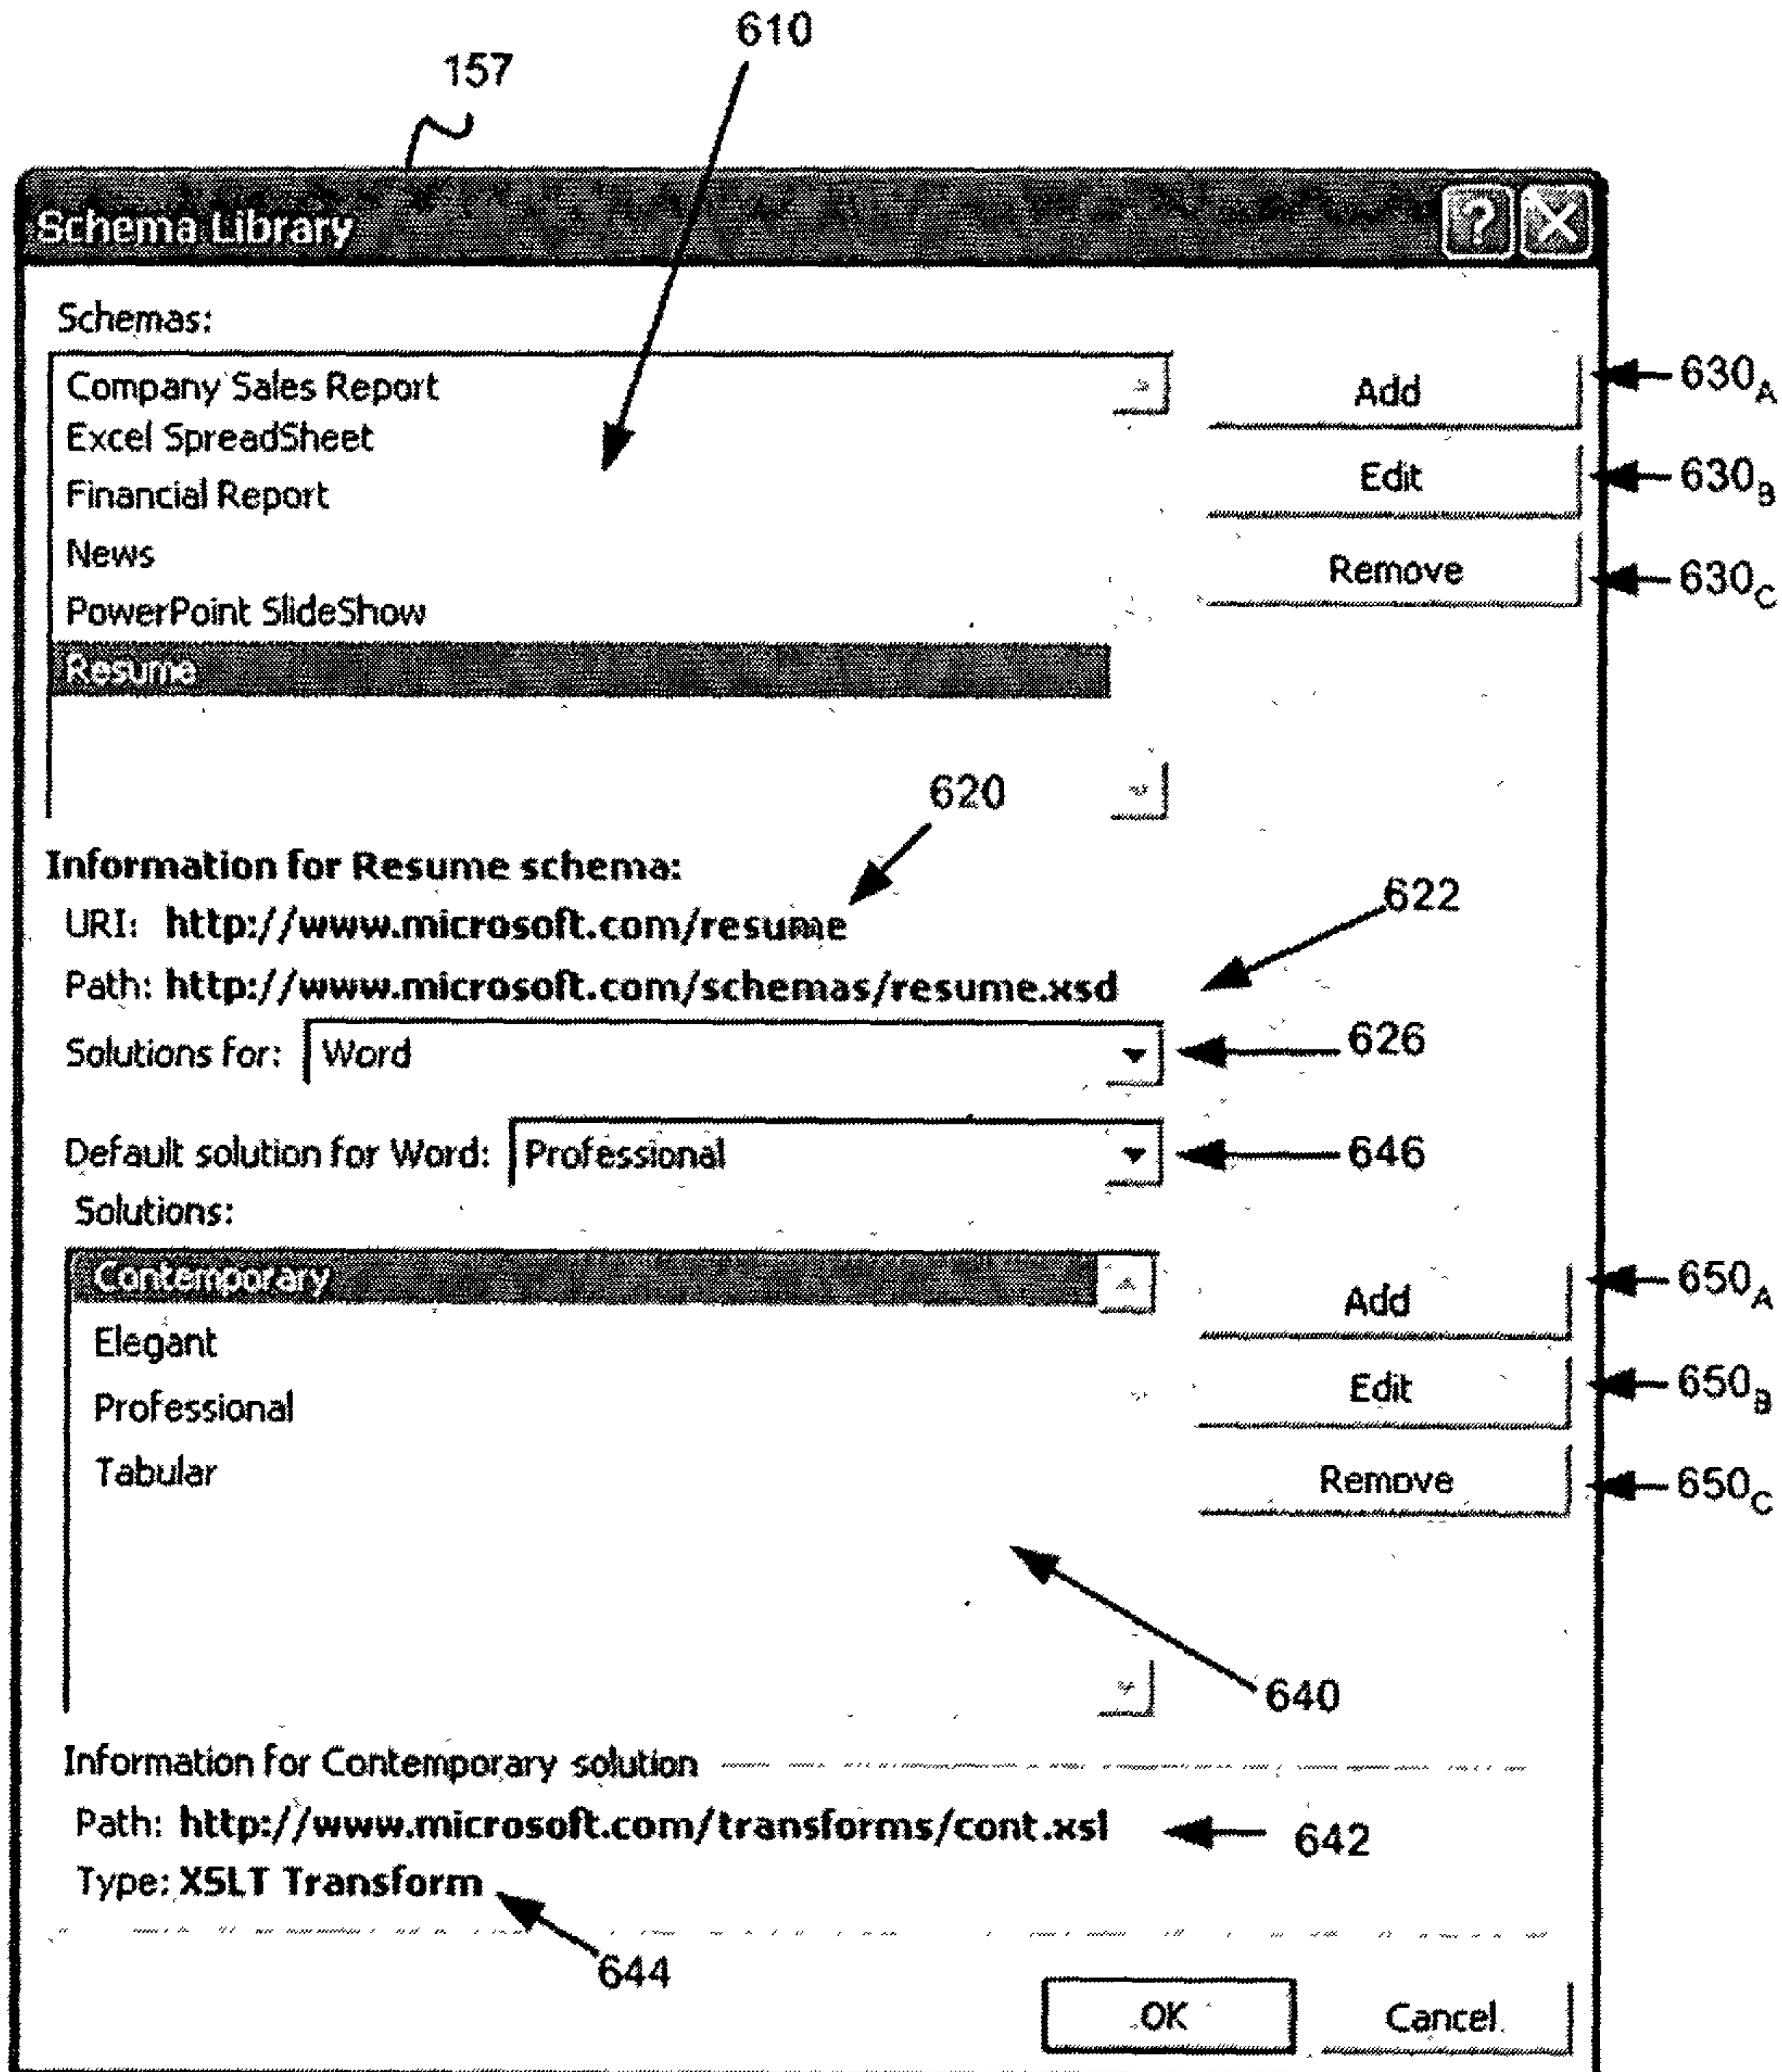 610
157
Schema Library
Schemas:
Company Sales Report
Add
630A
Excel SpreadSheet
Edit
630B
Financial Report
News
Remove
630C
PowerPoint SlideShow
Resume
620
Information for Resume schema:
622
URI: http://www.microsoft.com/resume
Path: http://www.microsoft.com/schemas/resume.xsd
Solutions for: Word
626
Default solution for Word: Professional
646
Solutions:
Contemporary
Add
650A
Elegant
Edit
650B
Professional
Tabular
Remove
650C
640
Information for Contemporary solution
Path: http://www.microsoft.com/transforms/cont.xsl
642
Type: XSLT Transform
644
OK
Cancel